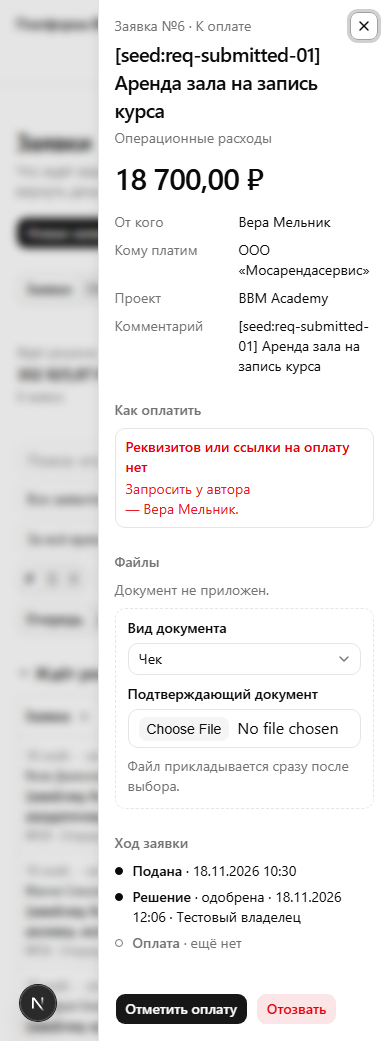 Заявка №6 · К оплате
[seed:req-submitted-01]
Аренда зала на запись
курса
Операционные расходы
18 700,00 ₽
От кого Вера Мельник
Кому платим ООО
«Мосарендасервис»
Проект BBM Academy
Комментарий [seed:req-submitted-
01] Аренда зала на
запись курса
Как оплатить
Реквизитов или ссылки на оплату
нет
Запросить у автора
— Вера Мельник.
Файлы
Документ не приложен.
Вид документа
Чек
Подтверждающий документ
Choose File No file chosen
Файл прикладывается сразу после
выбора.
Ход заявки
Подана · 18.11.2026 10:30
Решение · одобрена · 18.11.2026
12:06 · Тестовый владелец
Оплата · ещё нет
N
Отметить оплату Отозвать